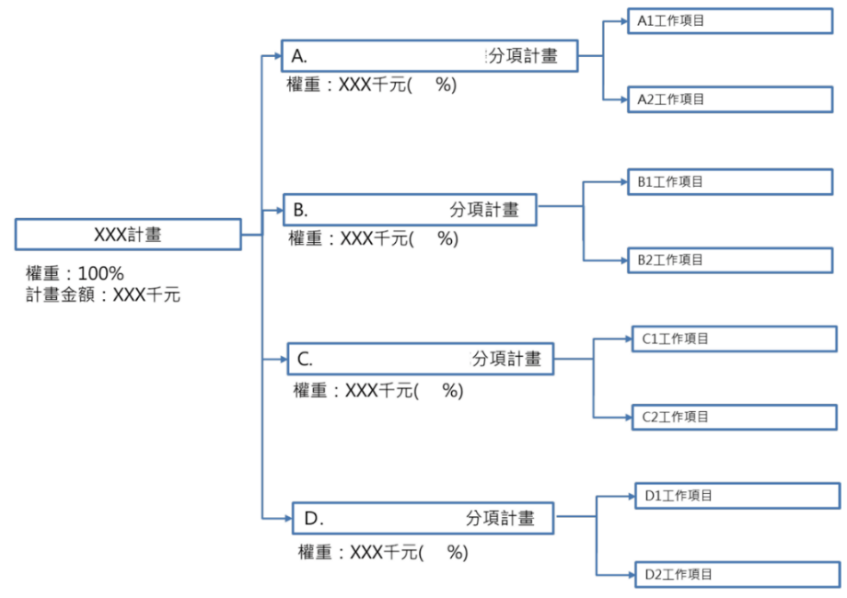 XXX計畫
權重：100%
計畫金額：XXX千元
A. 分項計畫
權重：XXX千元( %)
A1工作項目
A2工作項目
B. 分項計畫
權重：XXX千元( %)
B1工作項目
B2工作項目
C. 分項計畫
權重：XXX千元( %)
C1工作項目
C2工作項目
D. 分項計畫
權重：XXX千元( %)
D1工作項目
D2工作項目